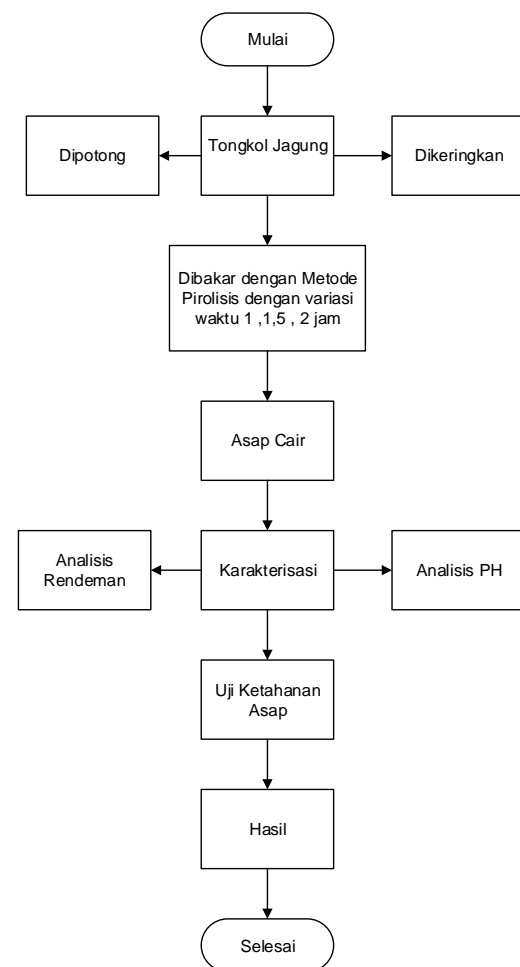 Mulai
Dipotong
Tongkol Jagung
Dikeringkan
Dibakar dengan Metode
Pirolisis dengan variasi
waktu 1 ,1,5 , 2 jam
Asap Cair
Analisis
Rendeman
Karakterisasi
Analisis PH
Uji Ketahanan
Asap
Hasil
Selesai